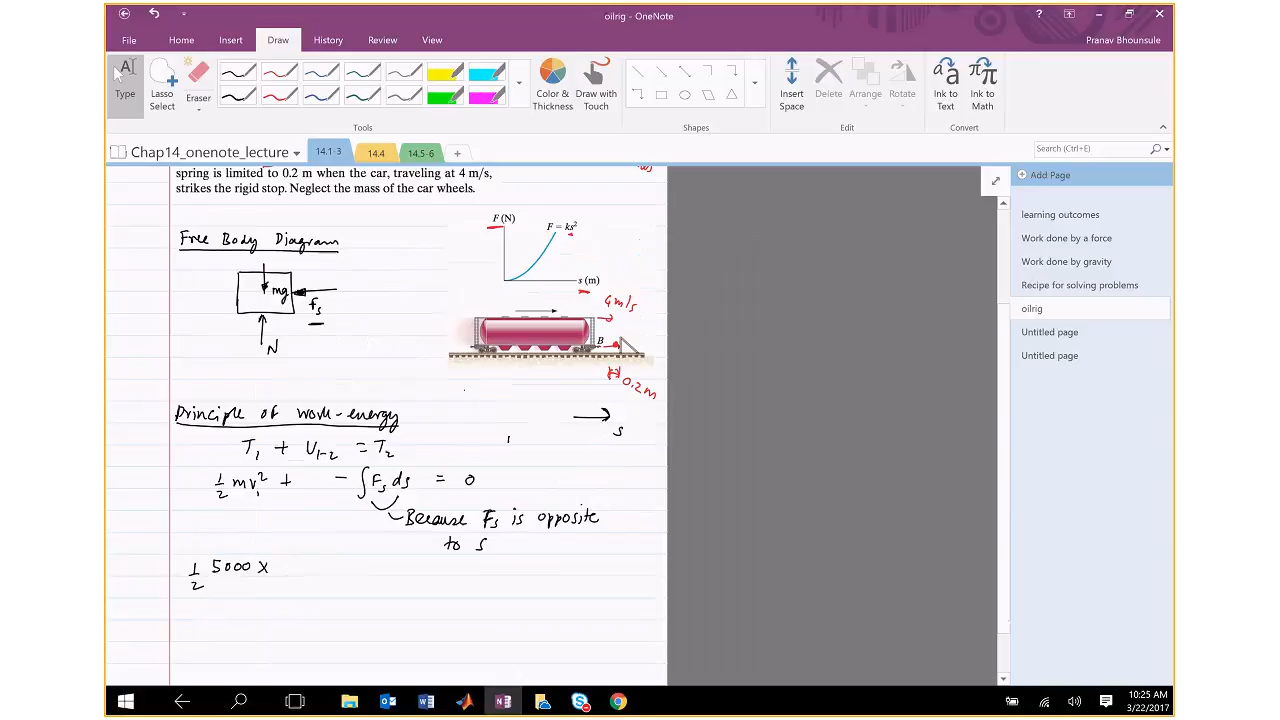 oilrig - OneNote
?
File
Home
Insert
Draw
History
Review
View
Pranav Bhounsule
Type
Lasso
Select
Eraser
Color &
Thickness
Draw with
Touch
Insert
Space
Delete
Arrange
Rotate
Ink to
Text
Ink to
Math
Tools
Shapes
Edit
Convert
Chap14_onenote_lecture
14.1-3
14.4
14.5-6
Search (Ctrl+E)
spring is limited to 0.2 m when the car, traveling at 4 m/s,
strikes the rigid stop. Neglect the mass of the car wheels.
Free Body Diagram
mg
Fs
N
F (N)
F = ks²
s (m)
4m/s
B
0.2m
s
Principle of work-energy
T₁ + U₁₋₂ = T₂
½ mv₁² + - ∫ Fs ds = 0
Because Fs is opposite
to s
½ 5000 x
Add Page
learning outcomes
Work done by a force
Work done by gravity
Recipe for solving problems
oilrig
Untitled page
Untitled page
10:25 AM
3/22/2017